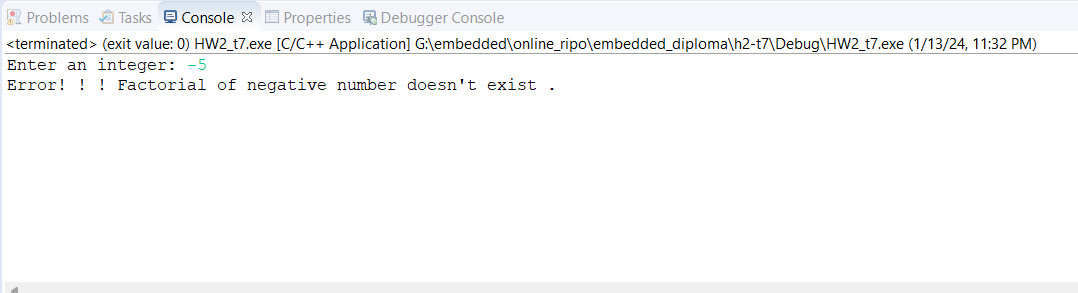 Problems Tasks Console Properties Debugger Console
<terminated> (exit value: 0) HW2_t7.exe [C/C++ Application] G:\embedded\online_ripo\embedded_diploma\h2-t7\Debug\HW2_t7.exe (1/13/24, 11:32 PM)
Enter an integer: -5
Error! ! ! Factorial of negative number doesn't exist .